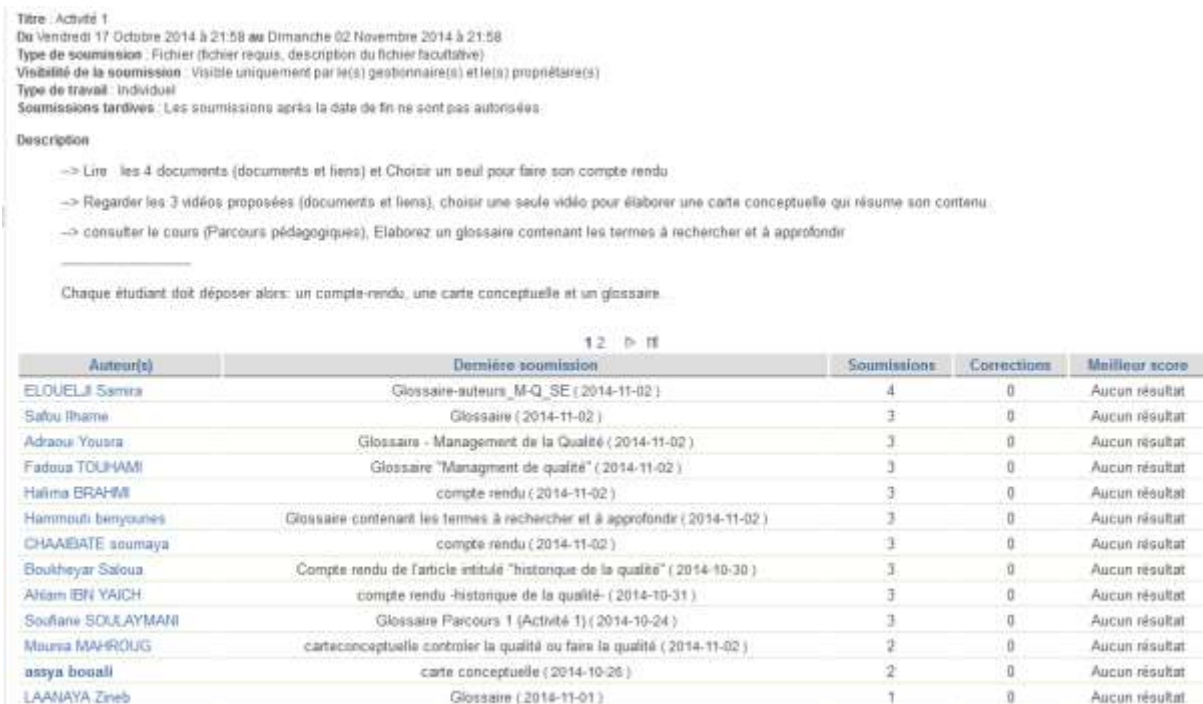 Titre : Activité 1
Du Vendredi 17 Octobre 2014 à 21:58 au Dimanche 02 Novembre 2014 à 21:58
Type de soumission : Fichier (fichier requis, description du fichier facultative)
Visibilité de la soumission : Visible uniquement par le(s) gestionnaire(s) et le(s) propriétaire(s)
Type de travail : Individuel
Soumissions tardives : Les soumissions après la date de fin ne sont pas autorisées
Description
--> Lire les 4 documents (documents et liens) et Choisir un seul pour faire son compte rendu
--> Regarder les 3 vidéos proposées (documents et liens), choisir une seule vidéo pour élaborer une carte conceptuelle qui résume son contenu.
--> consulter le cours (Parcours pédagogiques), Elaborez un glossaire contenant les termes à rechercher et à approfondir
Chaque étudiant doit déposer alors: un compte-rendu, une carte conceptuelle et un glossaire.
1 2
Auteur(s) Dernière soumission Soumissions Corrections Meilleur score
ELOUELJI Samira Glossaire-auteurs_M-Q_SE ( 2014-11-02 ) 4 0 Aucun résultat
Safou Ilhame Glossaire ( 2014-11-02 ) 3 0 Aucun résultat
Adraoui Yousra Glossaire - Management de la Qualité ( 2014-11-02 ) 3 0 Aucun résultat
Fadoua TOUHAMI Glossaire "Managment de qualité" ( 2014-11-02 ) 3 0 Aucun résultat
Halima BRAHMI compte rendu ( 2014-11-02 ) 3 0 Aucun résultat
Hammouti benyounes Glossaire contenant les termes à rechercher et à approfondir ( 2014-11-02 ) 3 0 Aucun résultat
CHAAIBATE soumaya compte rendu ( 2014-11-02 ) 3 0 Aucun résultat
Boukheyar Saloua Compte rendu de l'article intitulé "historique de la qualité" ( 2014-10-30 ) 3 0 Aucun résultat
Ahlam IBN YAICH compte rendu -historique de la qualité- ( 2014-10-31 ) 3 0 Aucun résultat
Soufiane SOULAYMANI Glossaire Parcours 1 (Activité 1) ( 2014-10-24 ) 3 0 Aucun résultat
Mounia MAHROUG carteconceptuelle controler la qualité ou faire la qualité ( 2014-11-02 ) 2 0 Aucun résultat
assya bouali carte conceptuelle ( 2014-10-26 ) 2 0 Aucun résultat
LAANAYA Zineb Glossaire ( 2014-11-01 ) 1 0 Aucun résultat